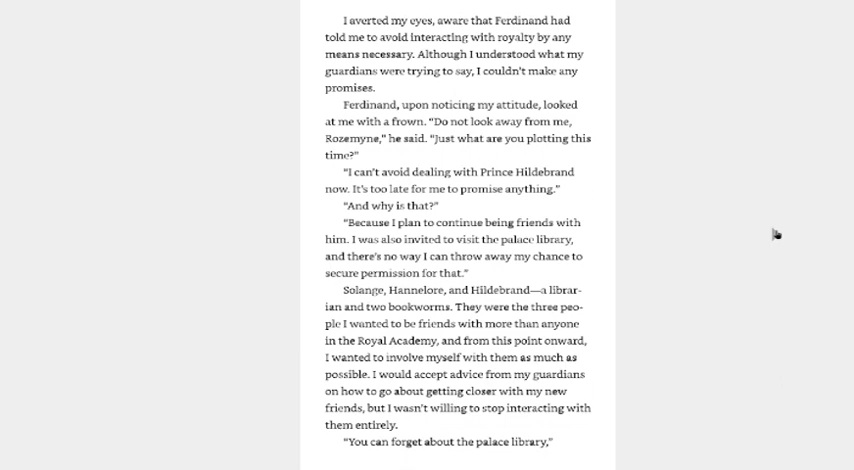 I averted my eyes, aware that Ferdinand had
told me to avoid interacting with royalty by any
means necessary. Although I understood what my
guardians were trying to say, I couldn't make any
promises.
Ferdinand, upon noticing my attitude, looked
at me with a frown. “Do not look away from me,
Rozemyne,” he said. “Just what are you plotting this
time?”
“I can't avoid dealing with Prince Hildebrand
now. It's too late for me to promise anything.”
“And why is that?”
“Because I plan to continue being friends with
him. I was also invited to visit the palace library,
and there's no way I can throw away my chance to
secure permission for that.”
Solange, Hannelore, and Hildebrand—a librar-
ian and two bookworms. They were the three peo-
ple I wanted to be friends with more than anyone
in the Royal Academy, and from this point onward,
I wanted to involve myself with them as much as
possible. I would accept advice from my guardians
on how to go about getting closer with my new
friends, but I wasn't willing to stop interacting with
them entirely.
“You can forget about the palace library,”